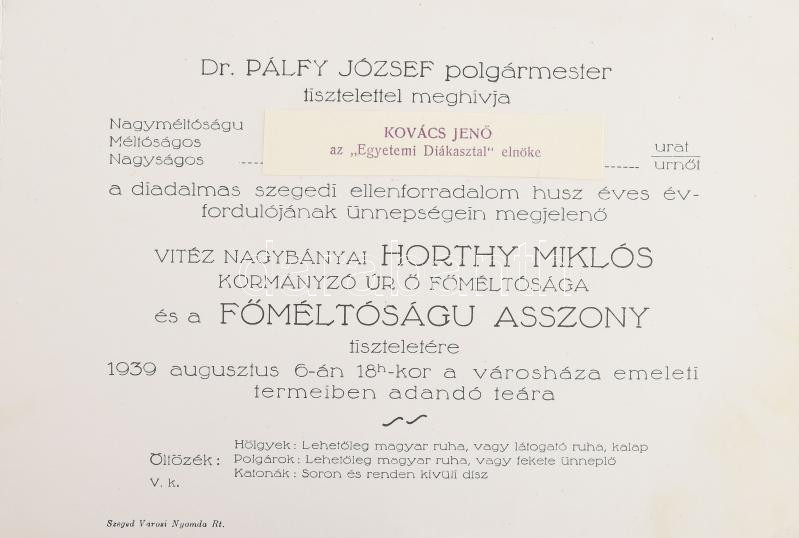 Dr. PÁLFY JÓZSEF polgármester
tisztelettel meghivja
Nagyméltóságu
Méltóságos
Nagyságos
KOVÁCS JENŐ
az „Egyetemi Diákasztal" elnöke
urat
urnőt
a diadalmas szegedi ellenforradalom husz éves év-
fordulójának ünnepségein megjelenő
VITÉZ NAGYBÁNYAI HORTHY MIKLÓS
KORMÁNYZÓ ÚR Ő FŐMÉLTÓSÁGA
és a FŐMÉLTÓSÁGU ASSZONY
tiszteletére
1939 augusztus 6-án 18h-kor a városháza emeleti
termeiben adandó teára
Öltözék:
Hölgyek: Lehetőleg magyar ruha, vagy látogató ruha, kalap
Polgárok: Lehetőleg magyar ruha, vagy fekete ünneplő
Katonák: Soron és renden kivüli disz
V. k.
Szeged Városi Nyomda Rt.